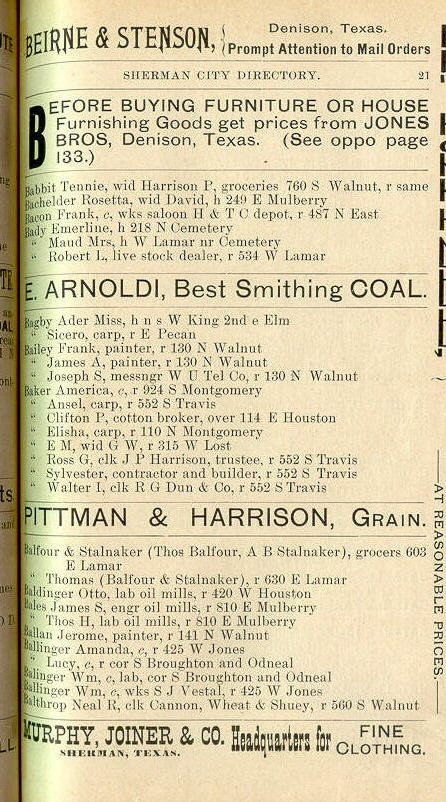 BEIRNE & STENSON, { Denison, Texas.
Prompt Attention to Mail Orders
SHERMAN CITY DIRECTORY. 21
BEFORE BUYING FURNITURE OR HOUSE
Furnishing Goods get prices from JONES
BROS, Denison, Texas. (See oppo page
133.)
Babbit Tennie, wid Harrison P, groceries 760 S Walnut, r same
Bachelder Rosetta, wid David, h 249 E Mulberry
Bacon Frank, c, wks saloon H & T C depot, r 487 N East
Bady Emerline, h 218 N Cemetery
“ Maud Mrs, h W Lamar nr Cemetery
“ Robert L, live stock dealer, r 534 W Lamar
E. ARNOLDI, Best Smithing COAL.
Bagby Ader Miss, h n s W King 2nd e Elm
“ Sicero, carp, r E Pecan
Bailey Frank, painter, r 130 N Walnut
“ James A, painter, r 130 N Walnut
“ Joseph S, messngr W U Tel Co, r 130 N Walnut
Baker America, c, r 924 S Montgomery
“ Ansel, carp, r 552 S Travis
“ Clifton P, cotton broker, over 114 E Houston
“ Elisha, carp, r 110 N Montgomery
“ E M, wid G W, r 315 W Lost
“ Ross G, clk J P Harrison, trustee, r 552 S Travis
“ Sylvester, contractor and builder, r 552 S Travis
“ Walter I, clk R G Dun & Co, r 552 S Travis
PITTMAN & HARRISON, GRAIN.
Balfour & Stalnaker (Thos Balfour, A B Stalnaker), grocers 603
E Lamar
“ Thomas (Balfour & Stalnaker), r 630 E Lamar
Baldinger Otto, lab oil mills, r 420 W Houston
Bales James S, engr oil mills, r 810 E Mulberry
“ Thos H, lab oil mills, r 810 E Mulberry
Ballan Jerome, painter, r 141 N Walnut
Ballinger Amanda, c, r 425 W Jones
“ Lucy, c, r cor S Broughton and Odneal
Balinger Wm, c, lab, cor S Broughton and Odneal
Ballinger Wm, c, wks S J Vestal, r 425 W Jones
Balthrop Neal R, clk Cannon, Wheat & Shuey, r 560 S Walnut
MURPHY, JOINER & CO. Headquarters for FINE
SHERMAN, TEXAS. CLOTHING.
AT REASONABLE PRICES.